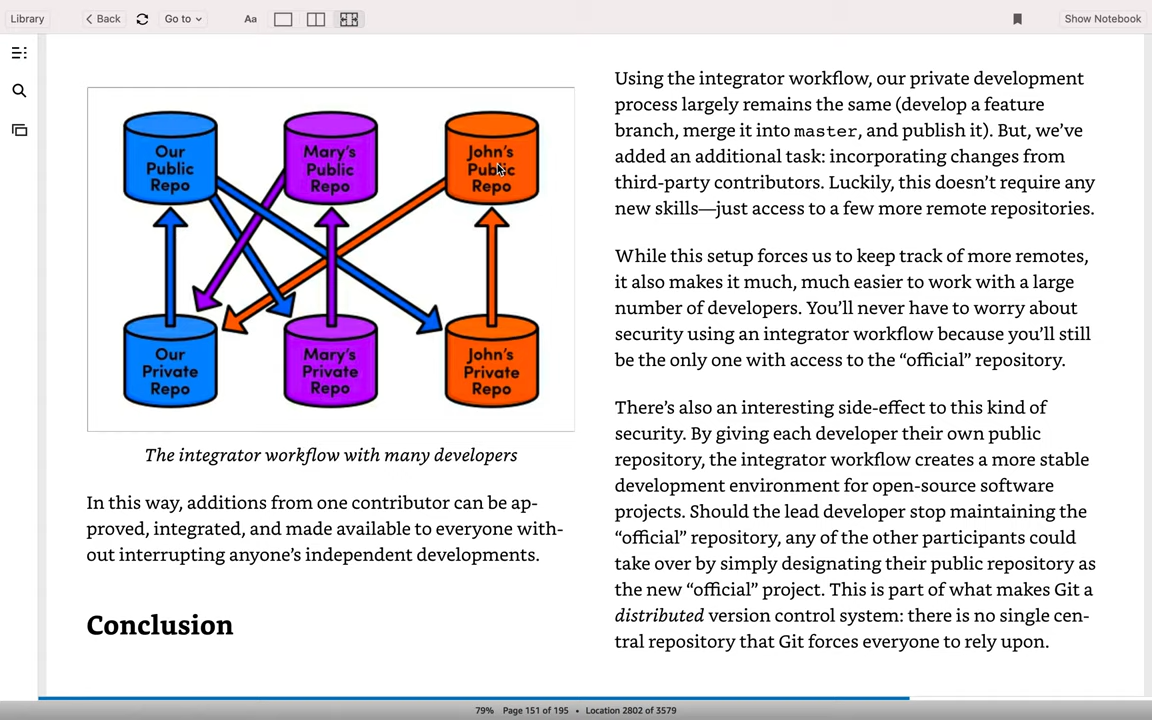 Library
Back
Go to
Aa
Show Notebook
Our
Public
Repo
Mary's
Public
Repo
John's
Public
Repo
Our
Private
Repo
Mary's
Private
Repo
John's
Private
Repo
The integrator workflow with many developers
In this way, additions from one contributor can be ap-
proved, integrated, and made available to everyone with-
out interrupting anyone's independent developments.
Conclusion
Using the integrator workflow, our private development
process largely remains the same (develop a feature
branch, merge it into master, and publish it). But, we've
added an additional task: incorporating changes from
third-party contributors. Luckily, this doesn't require any
new skills—just access to a few more remote repositories.
While this setup forces us to keep track of more remotes,
it also makes it much, much easier to work with a large
number of developers. You'll never have to worry about
security using an integrator workflow because you'll still
be the only one with access to the “official” repository.
There's also an interesting side-effect to this kind of
security. By giving each developer their own public
repository, the integrator workflow creates a more stable
development environment for open-source software
projects. Should the lead developer stop maintaining the
“official” repository, any of the other participants could
take over by simply designating their public repository as
the new “official” project. This is part of what makes Git a
distributed version control system: there is no single cen-
tral repository that Git forces everyone to rely upon.
79% Page 151 of 195 • Location 2802 of 3579